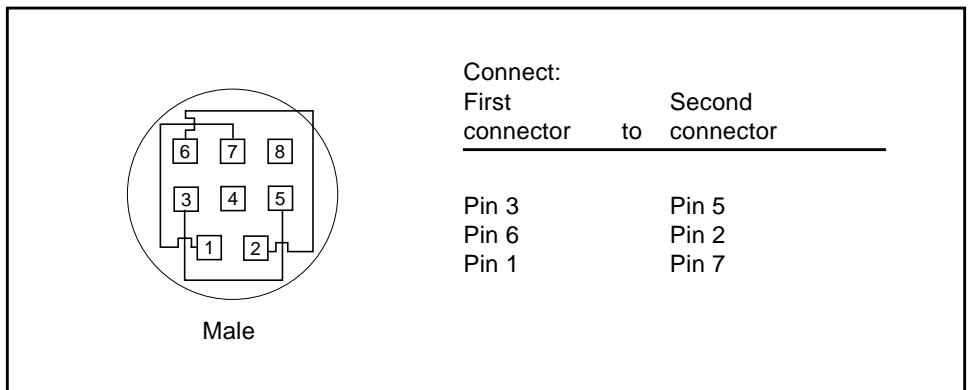 Connect:
First Second
connector to connector
6 7 8
3 4 5
1 2
Pin 3 Pin 5
Pin 6 Pin 2
Pin 1 Pin 7
Male